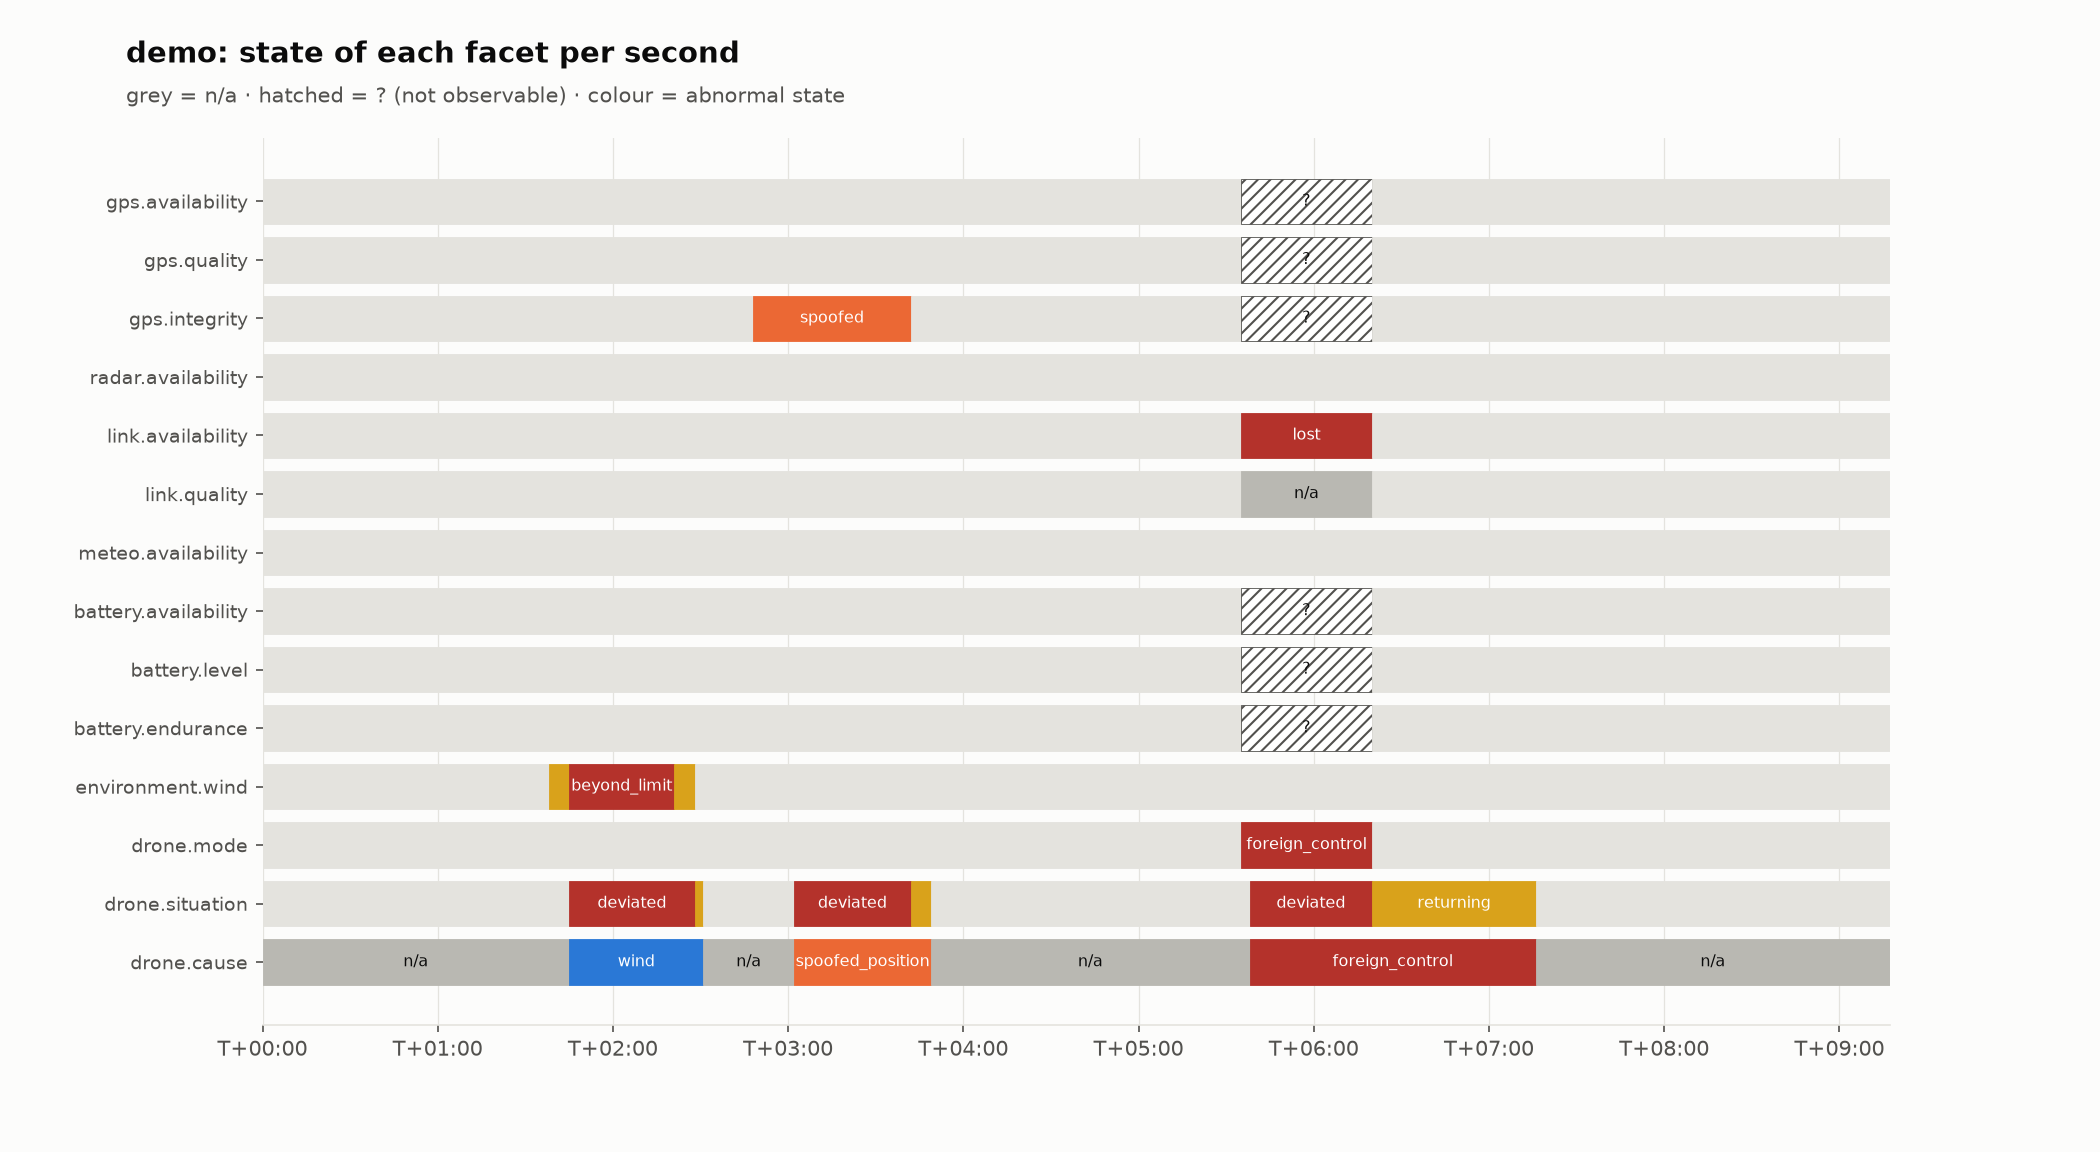 demo: state of each facet per second
grey = n/a · hatched = ? (not observable) · colour = abnormal state
gps.availability ?
gps.quality ?
gps.integrity spoofed ?
radar.availability
link.availability lost
link.quality n/a
meteo.availability
battery.availability ?
battery.level ?
battery.endurance ?
environment.wind beyond_limit
drone.mode foreign_control
drone.situation deviated deviated deviated returning
drone.cause n/a wind n/a spoofed_position n/a foreign_control n/a
T+00:00 T+01:00 T+02:00 T+03:00 T+04:00 T+05:00 T+06:00 T+07:00 T+08:00 T+09:00